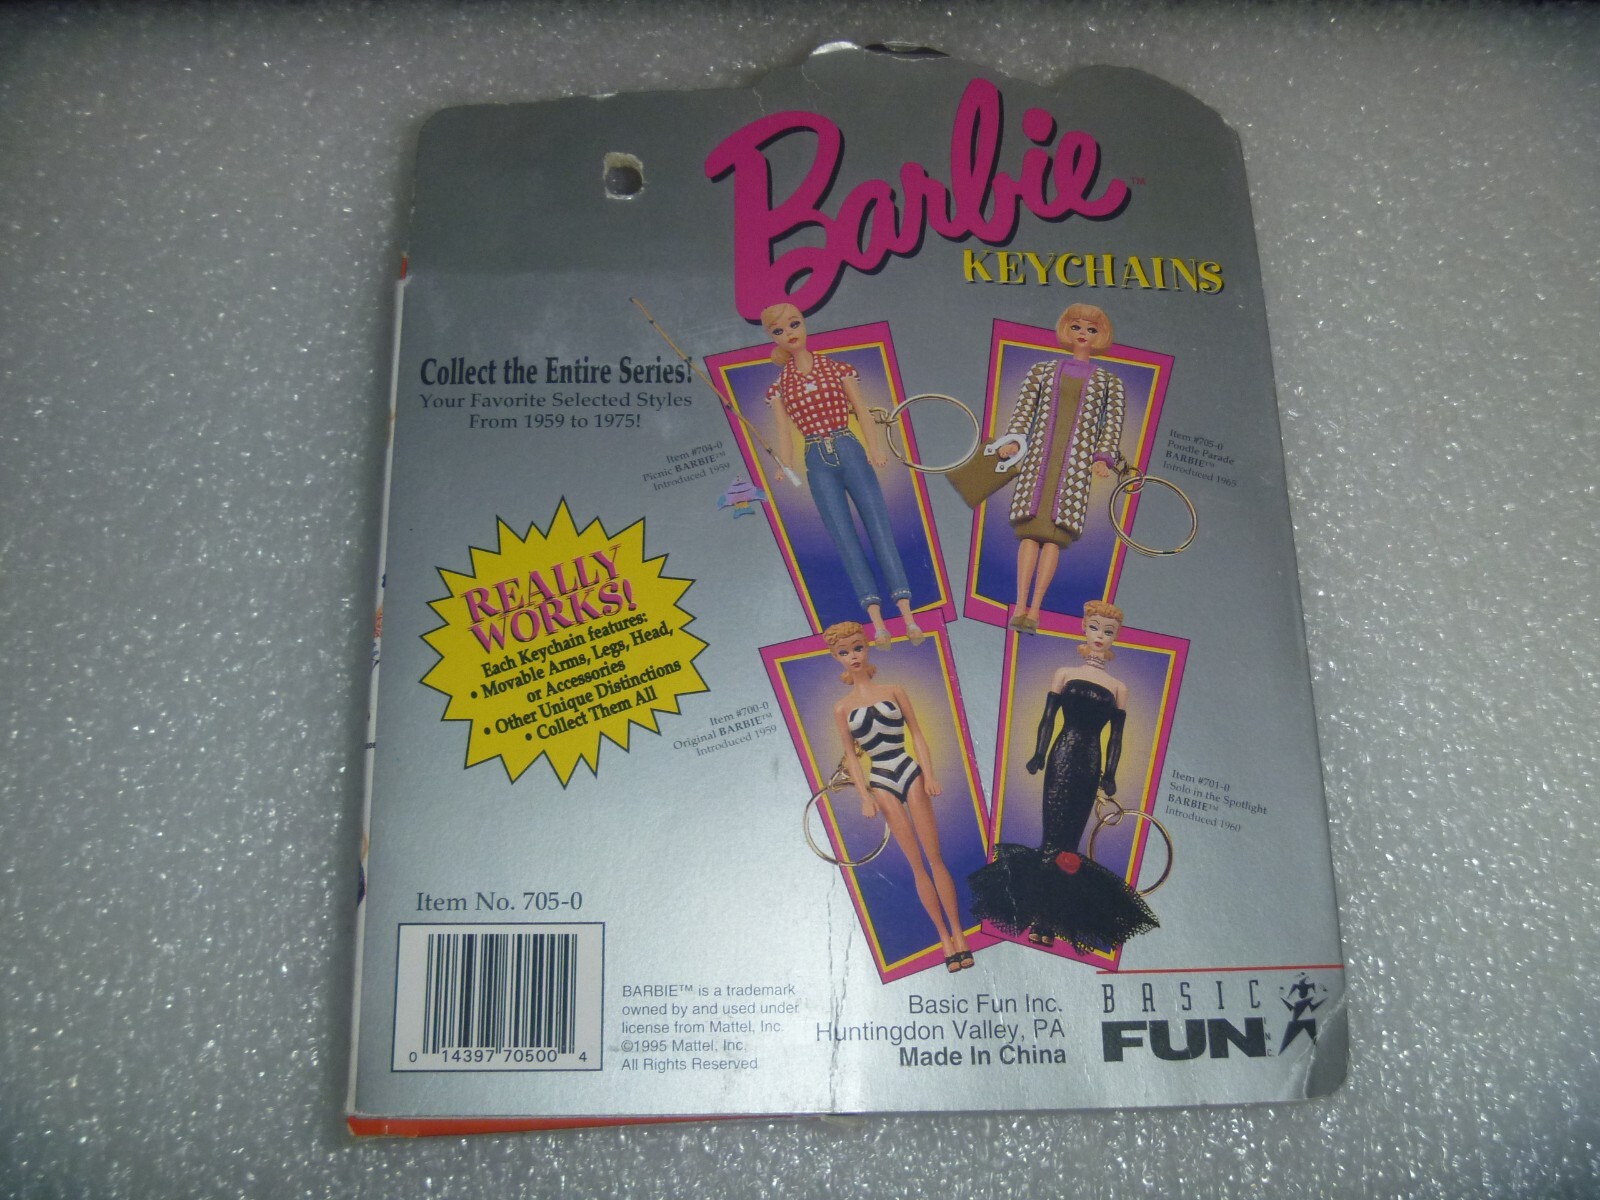 Barbie™
KEYCHAINS
Collect the Entire Series!
Your Favorite Selected Styles
From 1959 to 1975!
Item #704-0
Picnic BARBIE™
Introduced 1959
Item #705-0
Poodle Parade
BARBIE™
Introduced 1965
REALLY
WORKS!
Each Keychain features:
• Movable Arms, Legs, Head,
or Accessories
• Other Unique Distinctions
• Collect Them All
Item #700-0
Original BARBIE™
Introduced 1959
Item #701-0
Solo in the Spotlight
BARBIE™
Introduced 1960
Item No. 705-0
0 14397 70500 4
BARBIE™ is a trademark
owned by and used under
license from Mattel, Inc.
©1995 Mattel, Inc.
All Rights Reserved
Basic Fun Inc.
Huntingdon Valley, PA
Made In China
BASIC
FUN INC.